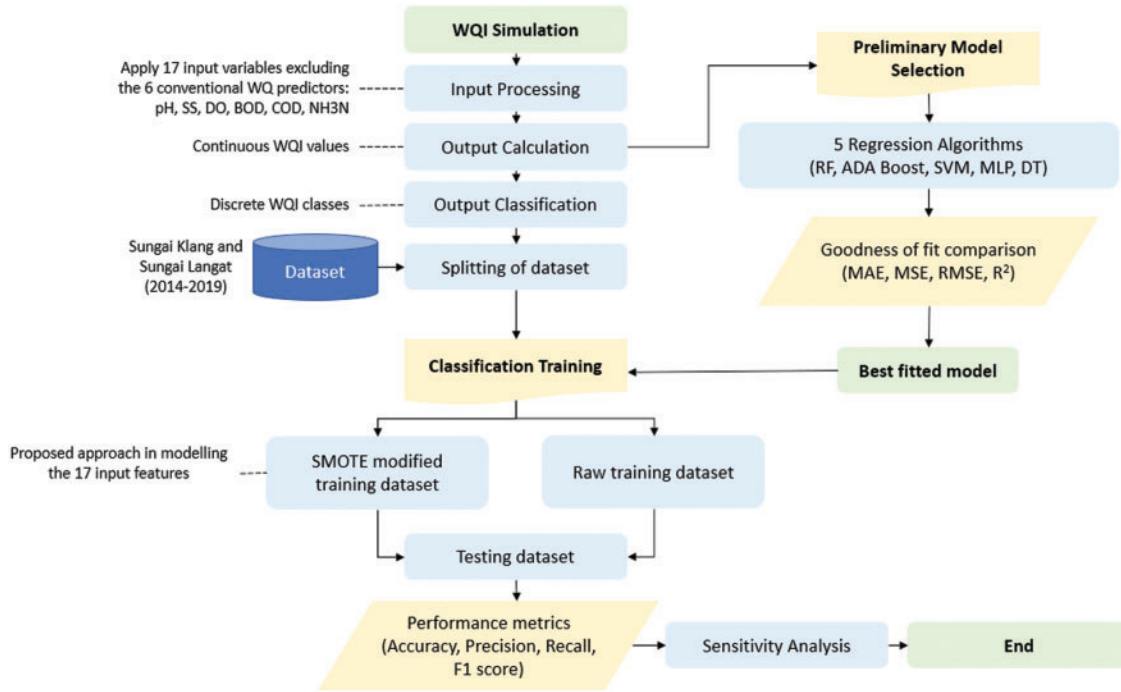 WQI Simulation
Apply 17 input variables excluding
the 6 conventional WQ predictors:
pH, SS, DO, BOD, COD, NH3N
Input Processing
Continuous WQI values
Output Calculation
Discrete WQI classes
Output Classification
Sungai Klang and
Sungai Langat
(2014-2019)
Dataset
Splitting of dataset
Preliminary Model
Selection
5 Regression Algorithms
(RF, ADA Boost, SVM, MLP, DT)
Goodness of fit comparison
(MAE, MSE, RMSE, R²)
Best fitted model
Classification Training
Proposed approach in modelling
the 17 input features
SMOTE modified
training dataset
Raw training dataset
Testing dataset
Performance metrics
(Accuracy, Precision, Recall,
F1 score)
Sensitivity Analysis
End